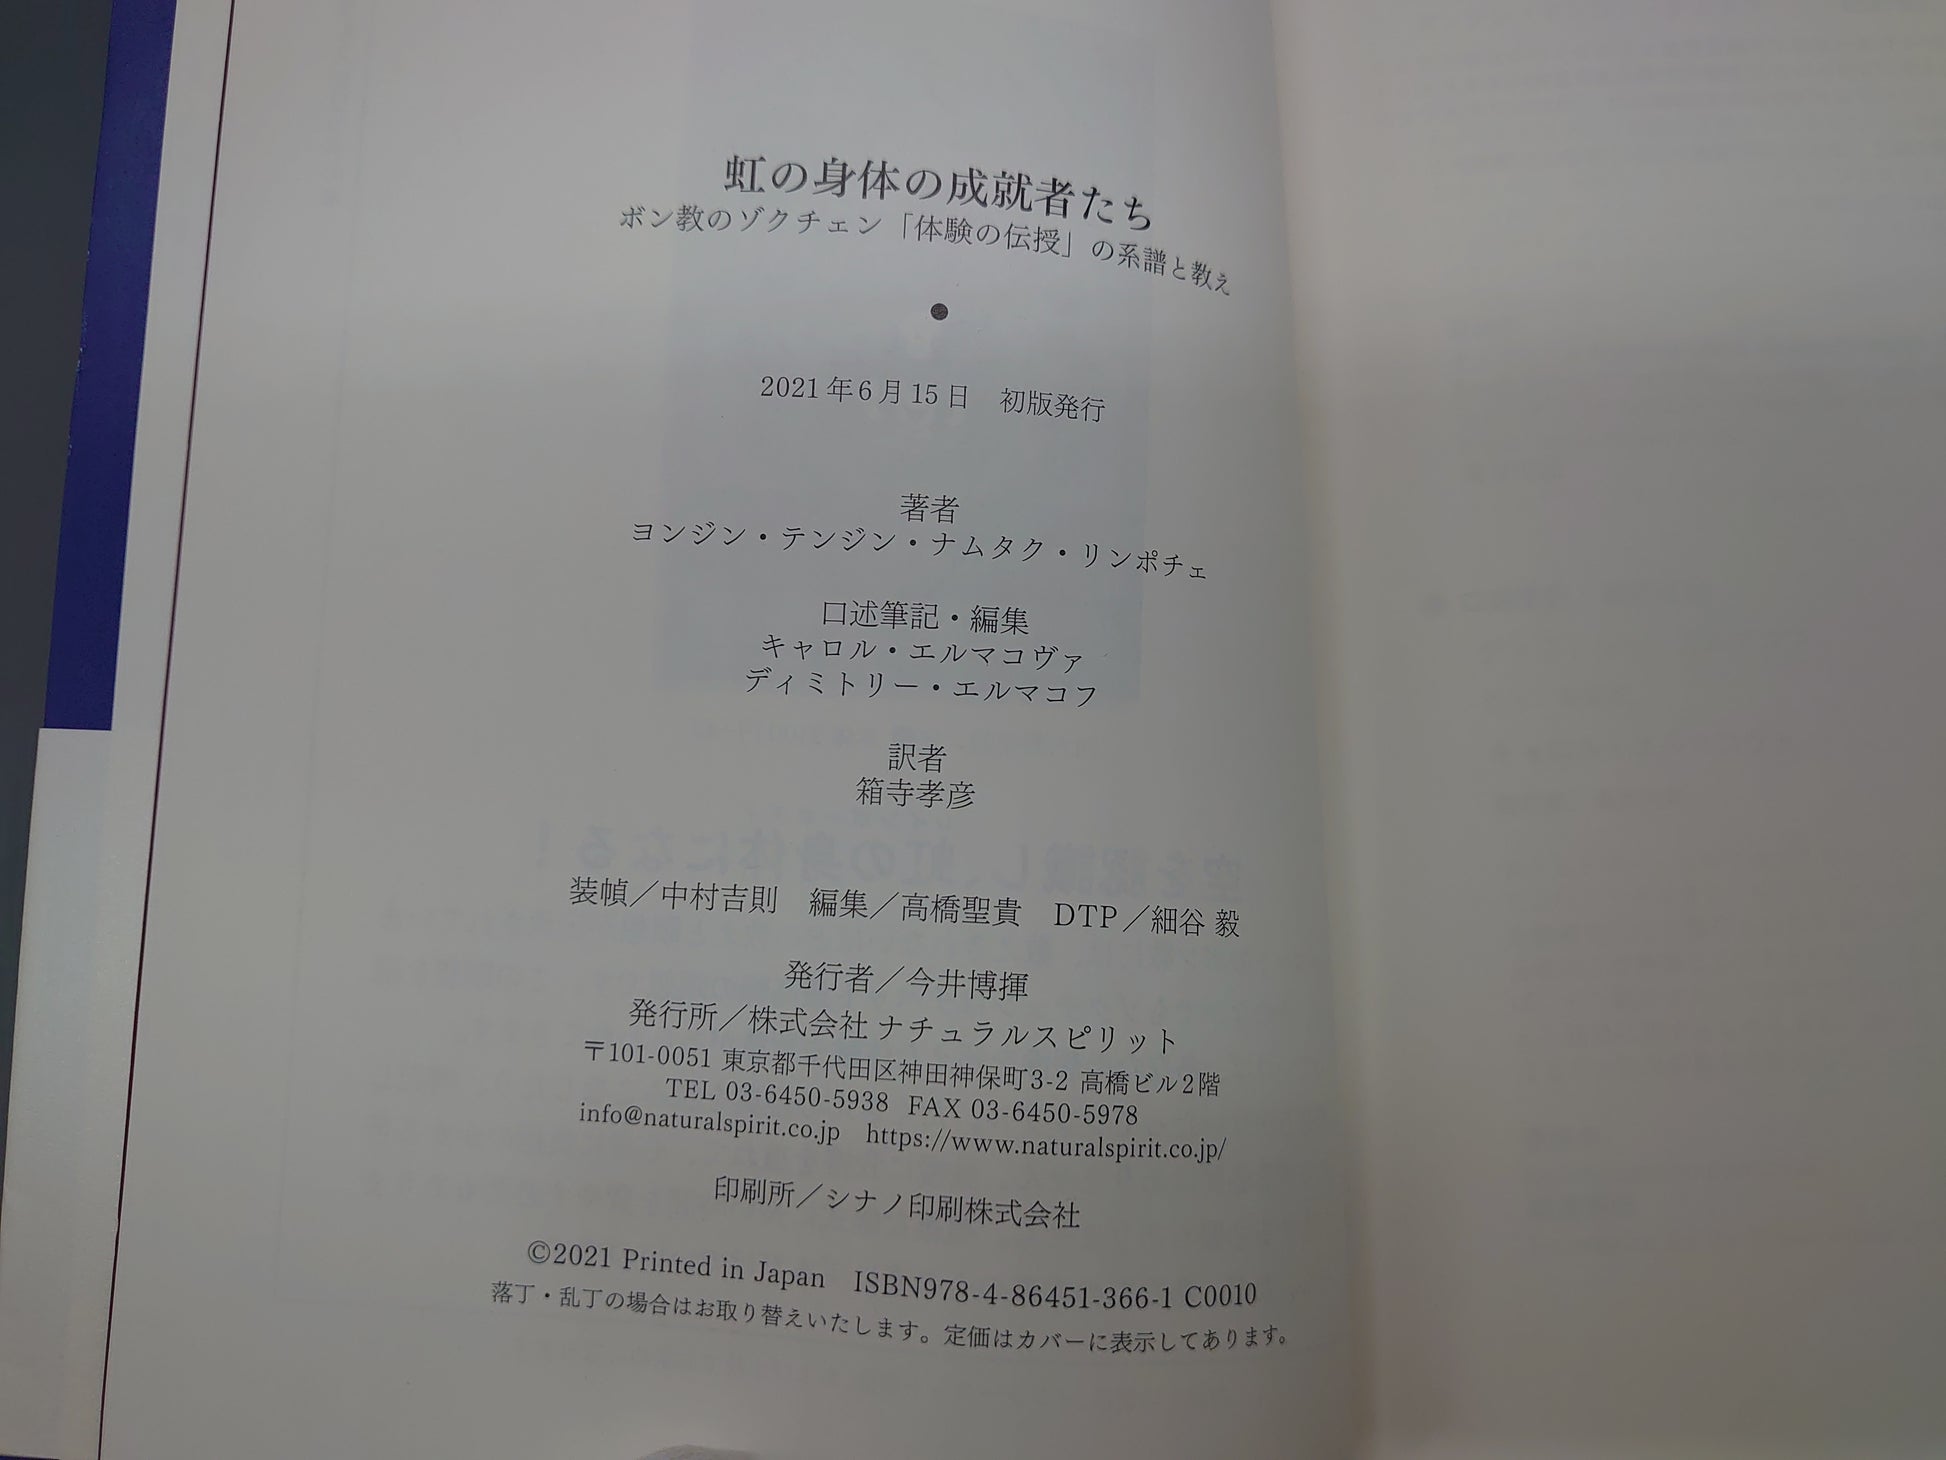 虹の身体の成就者たち
ボン教のゾクチェン「体験の伝授」の系譜と教え
●
2021年6月15日　初版発行
著者
ヨンジン・テンジン・ナムタク・リンポチェ
口述筆記・編集
キャロル・エルマコヴァ
ディミトリー・エルマコフ
訳者
箱寺孝彦
装幀／中村吉則　編集／高橋聖貴　DTP／細谷 毅
発行者／今井博揮
発行所／株式会社 ナチュラルスピリット
〒101-0051 東京都千代田区神田神保町3-2 高橋ビル2階
TEL 03-6450-5938 FAX 03-6450-5978
info@naturalspirit.co.jp　https://www.naturalspirit.co.jp/
印刷所／シナノ印刷株式会社
©2021 Printed in Japan　ISBN978-4-86451-366-1 C0010
落丁・乱丁の場合はお取り替えいたします。定価はカバーに表示してあります。